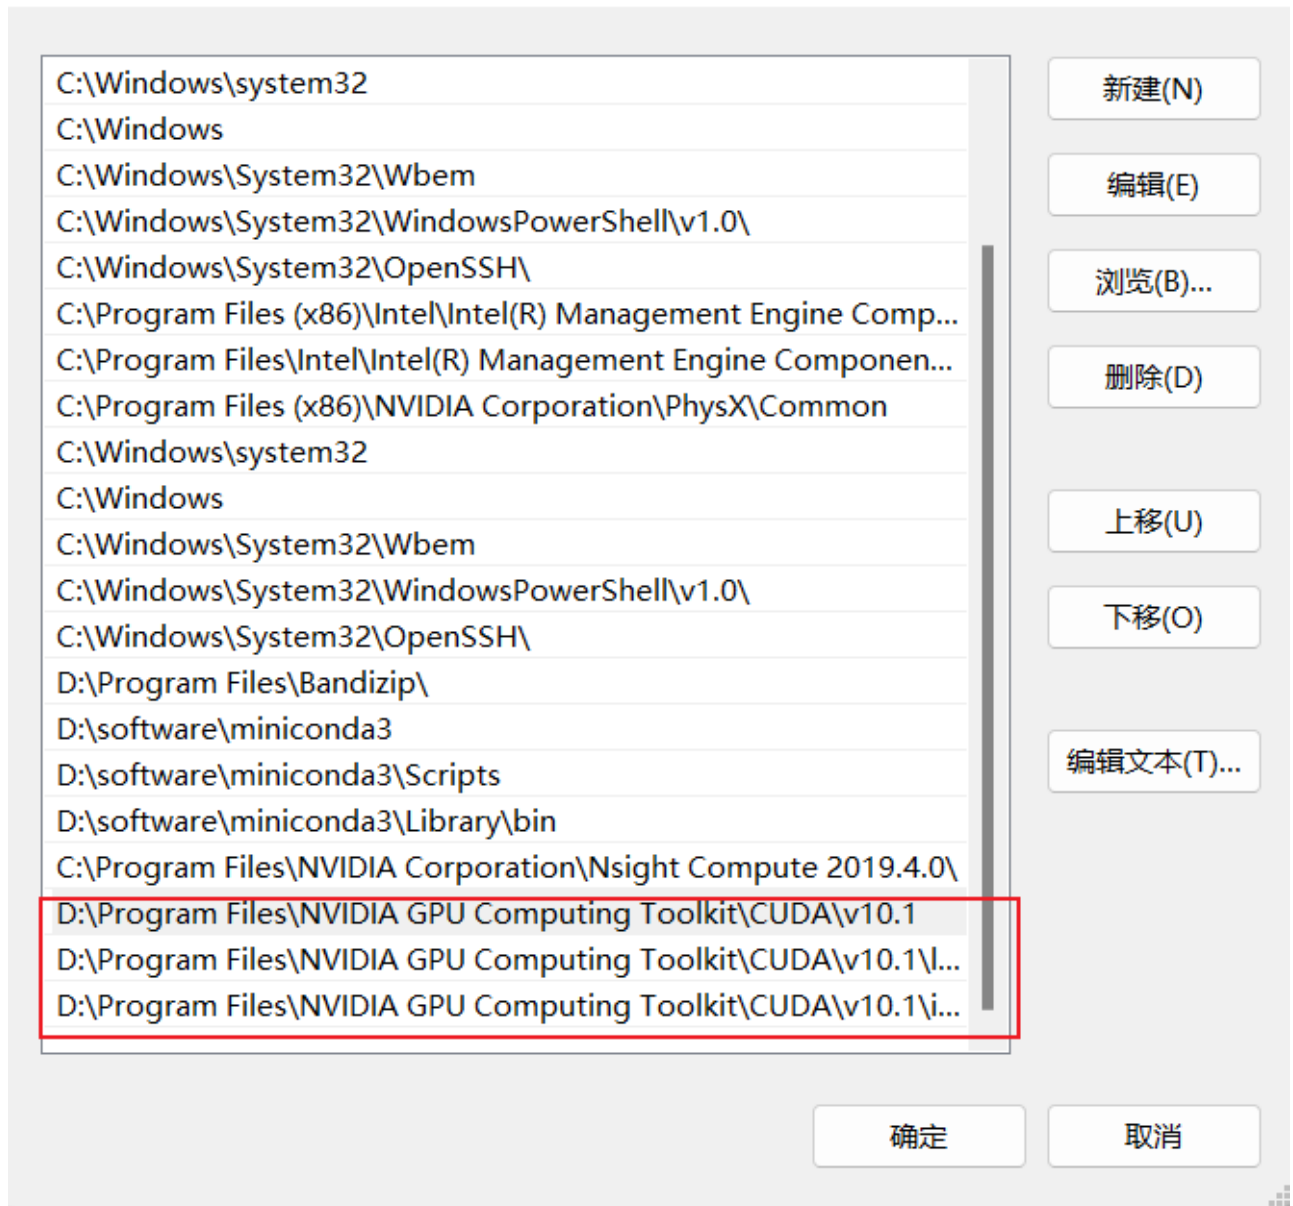 C:\Windows\system32
C:\Windows
C:\Windows\System32\Wbem
C:\Windows\System32\WindowsPowerShell\v1.0\
C:\Windows\System32\OpenSSH\
C:\Program Files (x86)\Intel\Intel(R) Management Engine Comp...
C:\Program Files\Intel\Intel(R) Management Engine Componen...
C:\Program Files (x86)\NVIDIA Corporation\PhysX\Common
C:\Windows\system32
C:\Windows
C:\Windows\System32\Wbem
C:\Windows\System32\WindowsPowerShell\v1.0\
C:\Windows\System32\OpenSSH\
D:\Program Files\Bandizip\
D:\software\miniconda3
D:\software\miniconda3\Scripts
D:\software\miniconda3\Library\bin
C:\Program Files\NVIDIA Corporation\Nsight Compute 2019.4.0\
D:\Program Files\NVIDIA GPU Computing Toolkit\CUDA\v10.1
D:\Program Files\NVIDIA GPU Computing Toolkit\CUDA\v10.1\l...
D:\Program Files\NVIDIA GPU Computing Toolkit\CUDA\v10.1\i...
新建(N)
编辑(E)
浏览(B)...
删除(D)
上移(U)
下移(O)
编辑文本(T)...
确定
取消